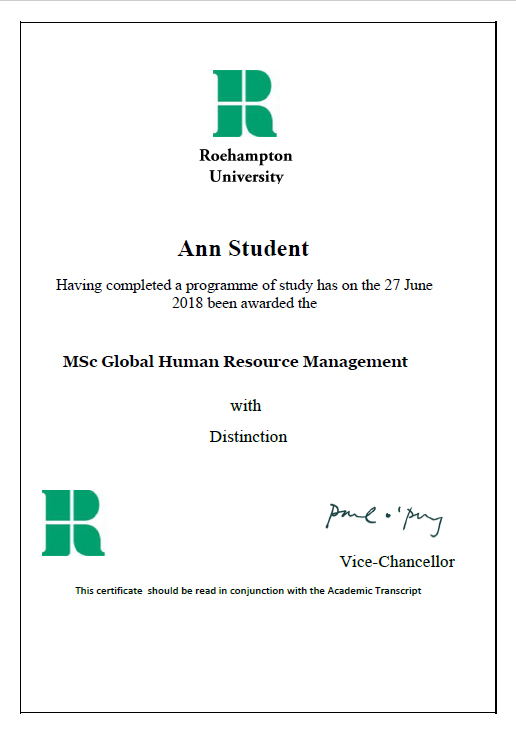 Roehampton
University
Ann Student
Having completed a programme of study has on the 27 June
2018 been awarded the
MSc Global Human Resource Management
with
Distinction
Vice-Chancellor
This certificate should be read in conjunction with the Academic Transcript